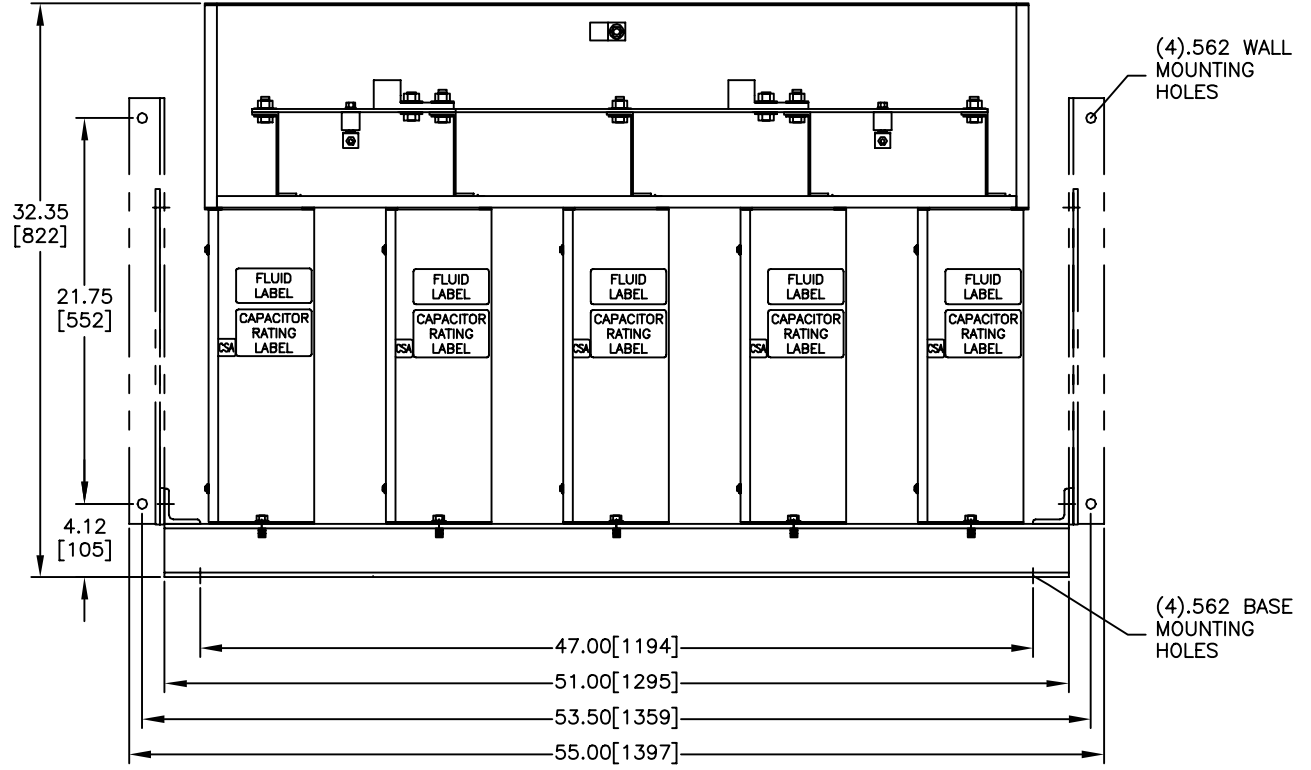 (4).562 WALL
MOUNTING
HOLES
32.35
[822]
21.75
[552]
4.12
[105]
FLUID
LABEL
CAPACITOR
RATING
LABEL
CSA
FLUID
LABEL
CAPACITOR
RATING
LABEL
CSA
FLUID
LABEL
CAPACITOR
RATING
LABEL
CSA
FLUID
LABEL
CAPACITOR
RATING
LABEL
CSA
FLUID
LABEL
CAPACITOR
RATING
LABEL
CSA
(4).562 BASE
MOUNTING
HOLES
47.00[1194]
51.00[1295]
53.50[1359]
55.00[1397]